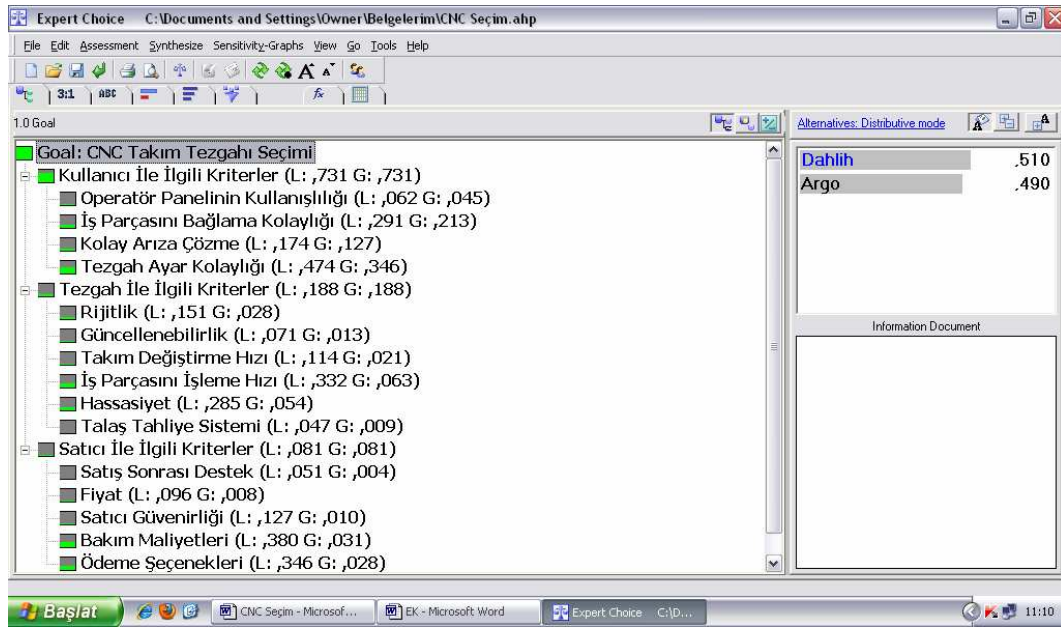 Expert Choice C:\Documents and Settings\Owner\Belgelerim\CNC Seçim.ahp
File Edit Assessment Synthesize Sensitivity-Graphs View Go Tools Help
3:1 ABC fx
1.0 Goal
Alternatives: Distributive mode
Goal: CNC Takım Tezgahı Seçimi
Kullanıcı İle İlgili Kriterler (L: ,731 G: ,731)
Operatör Panelinin Kullanışlılığı (L: ,062 G: ,045)
İş Parçasını Bağlama Kolaylığı (L: ,291 G: ,213)
Kolay Arıza Çözme (L: ,174 G: ,127)
Tezgah Ayar Kolaylığı (L: ,474 G: ,346)
Tezgah İle İlgili Kriterler (L: ,188 G: ,188)
Rijitlik (L: ,151 G: ,028)
Güncellenebilirlik (L: ,071 G: ,013)
Takım Değiştirme Hızı (L: ,114 G: ,021)
İş Parçasını İşleme Hızı (L: ,332 G: ,063)
Hassasiyet (L: ,285 G: ,054)
Talaş Tahliye Sistemi (L: ,047 G: ,009)
Satıcı İle İlgili Kriterler (L: ,081 G: ,081)
Satış Sonrası Destek (L: ,051 G: ,004)
Fiyat (L: ,096 G: ,008)
Satıcı Güvenirliği (L: ,127 G: ,010)
Bakım Maliyetleri (L: ,380 G: ,031)
Ödeme Seçenekleri (L: ,346 G: ,028)
Dahlih ,510
Argo ,490
Information Document
Başlat CNC Seçim - Microsof... EK - Microsoft Word Expert Choice C:\D... 11:10